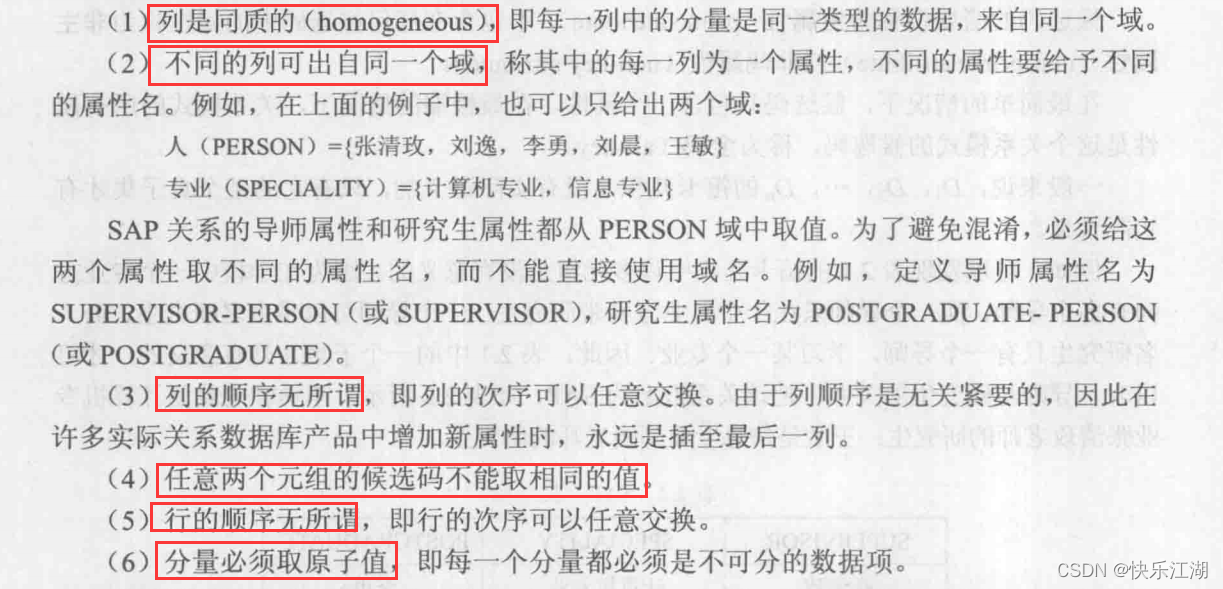 （1）列是同质的（homogeneous），即每一列中的分量是同一类型的数据，来自同一个域。
（2）不同的列可出自同一个域，称其中的每一列为一个属性，不同的属性要给予不同
的属性名。例如，在上面的例子中，也可以只给出两个域：
人（PERSON）={张清玫，刘逸，李勇，刘晨，王敏}
专业（SPECIALITY）={计算机专业，信息专业}
SAP 关系的导师属性和研究生属性都从 PERSON 域中取值。为了避免混淆，必须给这
两个属性取不同的属性名，而不能直接使用域名。例如，定义导师属性名为
SUPERVISOR-PERSON（或 SUPERVISOR），研究生属性名为 POSTGRADUATE- PERSON
（或 POSTGRADUATE）。
（3）列的顺序无所谓，即列的次序可以任意交换。由于列顺序是无关紧要的，因此在
许多实际关系数据库产品中增加新属性时，永远是插至最后一列。
（4）任意两个元组的候选码不能取相同的值。
（5）行的顺序无所谓，即行的次序可以任意交换。
（6）分量必须取原子值，即每一个分量都必须是不可分的数据项。
CSDN @快乐江湖